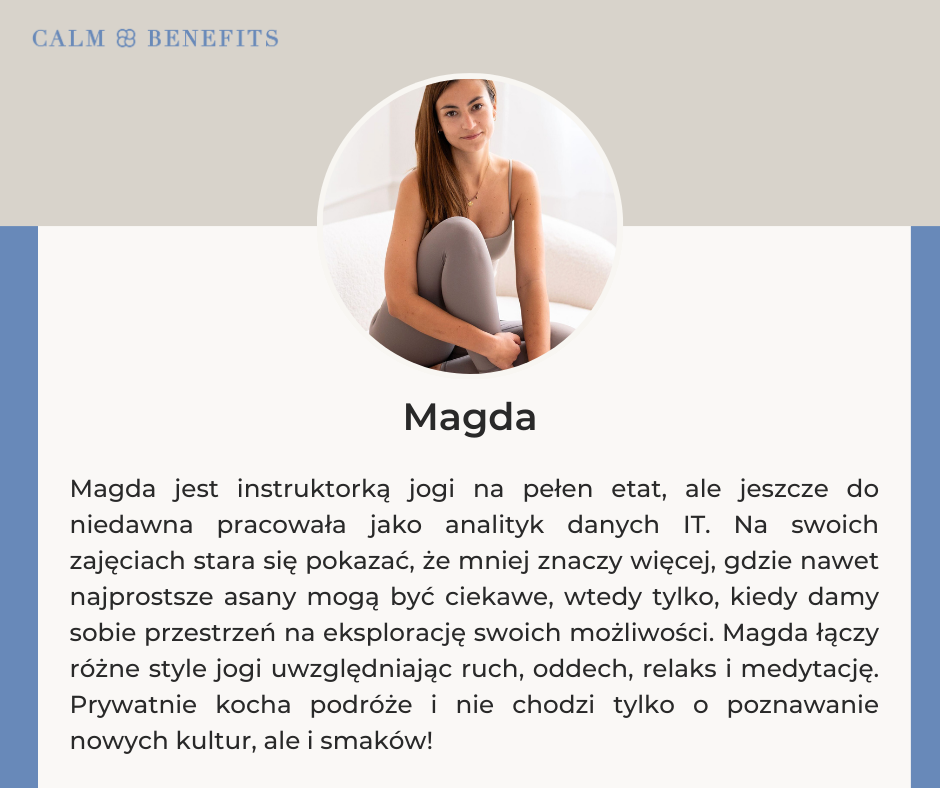 CALM BENEFITS
Magda
Magda jest instruktorką jogi na pełen etat, ale jeszcze do
niedawna pracowała jako analityk danych IT. Na swoich
zajęciach stara się pokazać, że mniej znaczy więcej, gdzie nawet
najprostsze asany mogą być ciekawe, wtedy tylko, kiedy damy
sobie przestrzeń na eksplorację swoich możliwości. Magda łączy
różne style jogi uwzględniając ruch, oddech, relaks i medytację.
Prywatnie kocha podróże i nie chodzi tylko o poznawanie
nowych kultur, ale i smaków!